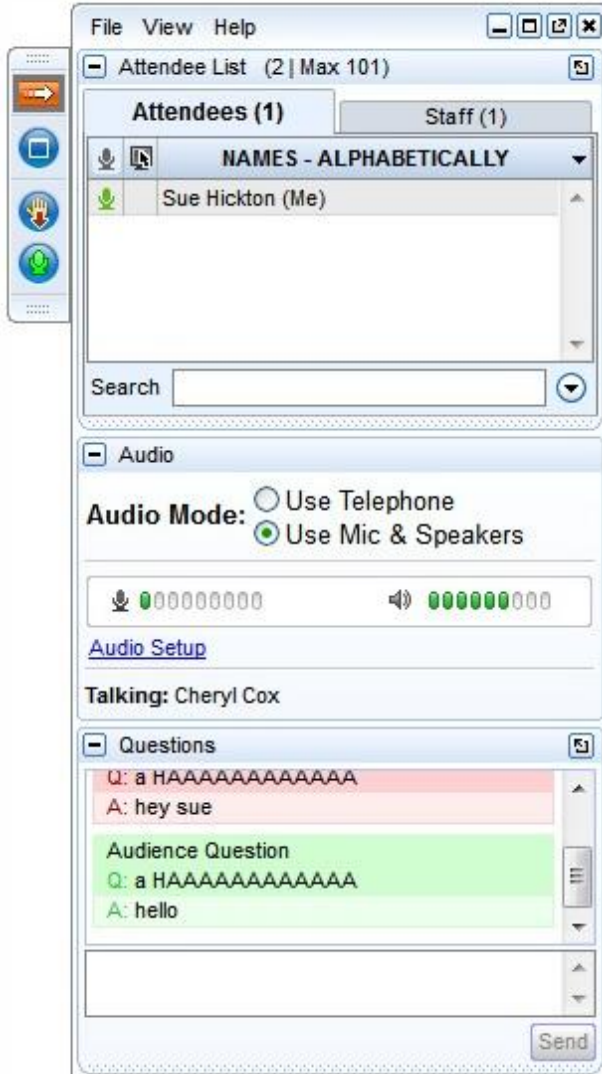 File View Help
Attendee List (2 | Max 101)
Attendees (1) Staff (1)
NAMES - ALPHABETICALLY
Sue Hickton (Me)
Search
Audio
Audio Mode: Use Telephone
Use Mic & Speakers
Audio Setup
Talking: Cheryl Cox
Questions
Q: a HAAAAAAAAAAAA
A: hey sue
Audience Question
Q: a HAAAAAAAAAAAA
A: hello
Send